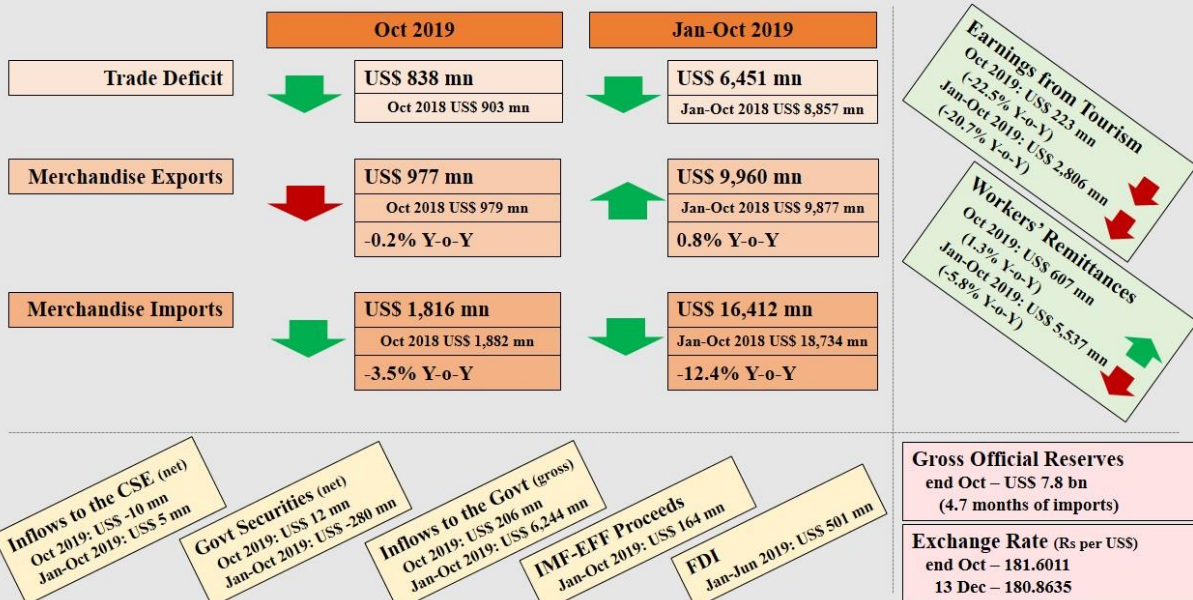 Oct 2019
Jan-Oct 2019
Trade Deficit
US$ 838 mn
Oct 2018 US$ 903 mn
US$ 6,451 mn
Jan-Oct 2018 US$ 8,857 mn
Merchandise Exports
US$ 977 mn
Oct 2018 US$ 979 mn
-0.2% Y-o-Y
US$ 9,960 mn
Jan-Oct 2018 US$ 9,877 mn
0.8% Y-o-Y
Merchandise Imports
US$ 1,816 mn
Oct 2018 US$ 1,882 mn
-3.5% Y-o-Y
US$ 16,412 mn
Jan-Oct 2018 US$ 18,734 mn
-12.4% Y-o-Y
Earnings from Tourism
Oct 2019: US$ 223 mn
(-22.5% Y-o-Y)
Jan-Oct 2019: US$ 2,806 mn
(-20.7% Y-o-Y)
Workers' Remittances
Oct 2019: US$ 607 mn
(1.3% Y-o-Y)
Jan-Oct 2019: US$ 5,537 mn
(-5.8% Y-o-Y)
Inflows to the CSE (net)
Oct 2019: US$ -10 mn
Jan-Oct 2019: US$ 5 mn
Govt Securities (net)
Oct 2019: US$ 12 mn
Jan-Oct 2019: US$ -280 mn
Inflows to the Govt (gross)
Oct 2019: US$ 206 mn
Jan-Oct 2019: US$ 6,244 mn
IMF-EFF Proceeds
Jan-Oct 2019: US$ 164 mn
FDI
Jan-Jun 2019: US$ 501 mn
Gross Official Reserves
end Oct – US$ 7.8 bn
(4.7 months of imports)
Exchange Rate (Rs per US$)
end Oct - 181.6011
13 Dec - 180.8635